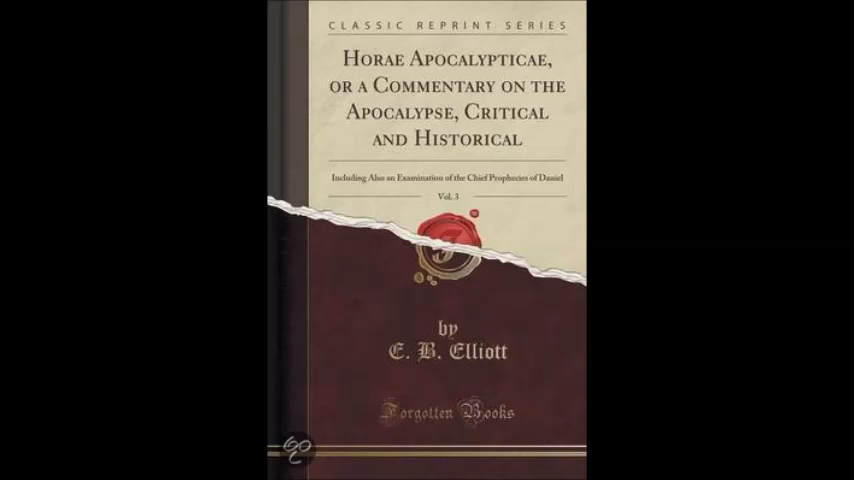 CLASSIC REPRINT SERIES
HORAE APOCALYPTICAE,
OR A COMMENTARY ON THE
APOCALYPSE, CRITICAL
AND HISTORICAL
Including Also an Examination of the Chief Prophecies of Daniel
Vol. 3
by
E. B. Elliott
Forgotten Books
go